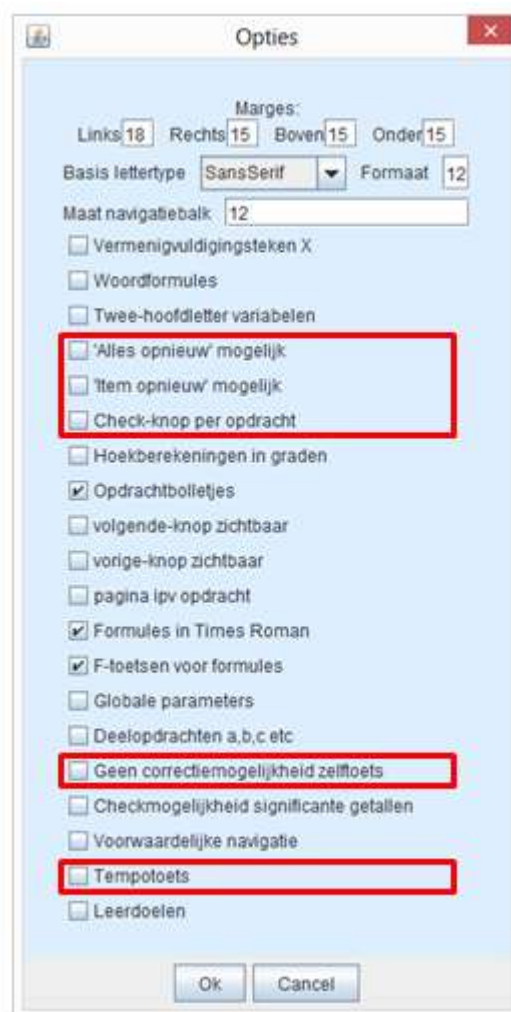 Opties
Marges:
Links 18 Rechts 15 Boven 15 Onder 15
Basis lettertype SansSerif Formaat 12
Maat navigatiebalk 12
Vermenigvuldigingsteken X
Woordformules
Twee-hoofdletter variabelen
'Alles opnieuw' mogelijk
'Item opnieuw' mogelijk
Check-knop per opdracht
Hoekberekeningen in graden
Opdrachtbolletjes
volgende-knop zichtbaar
vorige-knop zichtbaar
pagina ipv opdracht
Formules in Times Roman
F-toetsen voor formules
Globale parameters
Deelopdrachten a,b,c etc
Geen correctiemogelijkheid zelftoets
Checkmogelijkheid significante getallen
Voorwaardelijke navigatie
Tempotoets
Leerdoelen
Ok Cancel